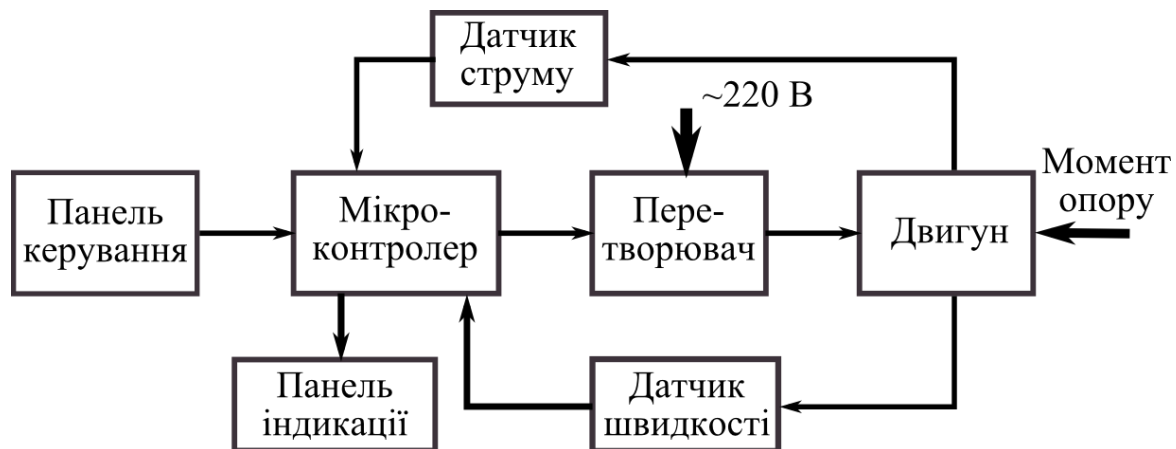 Датчик
струму
~220 В
Момент
опору
Панель
керування
Мікро-
контролер
Пере-
творювач
Двигун
Панель
індикації
Датчик
швидкості